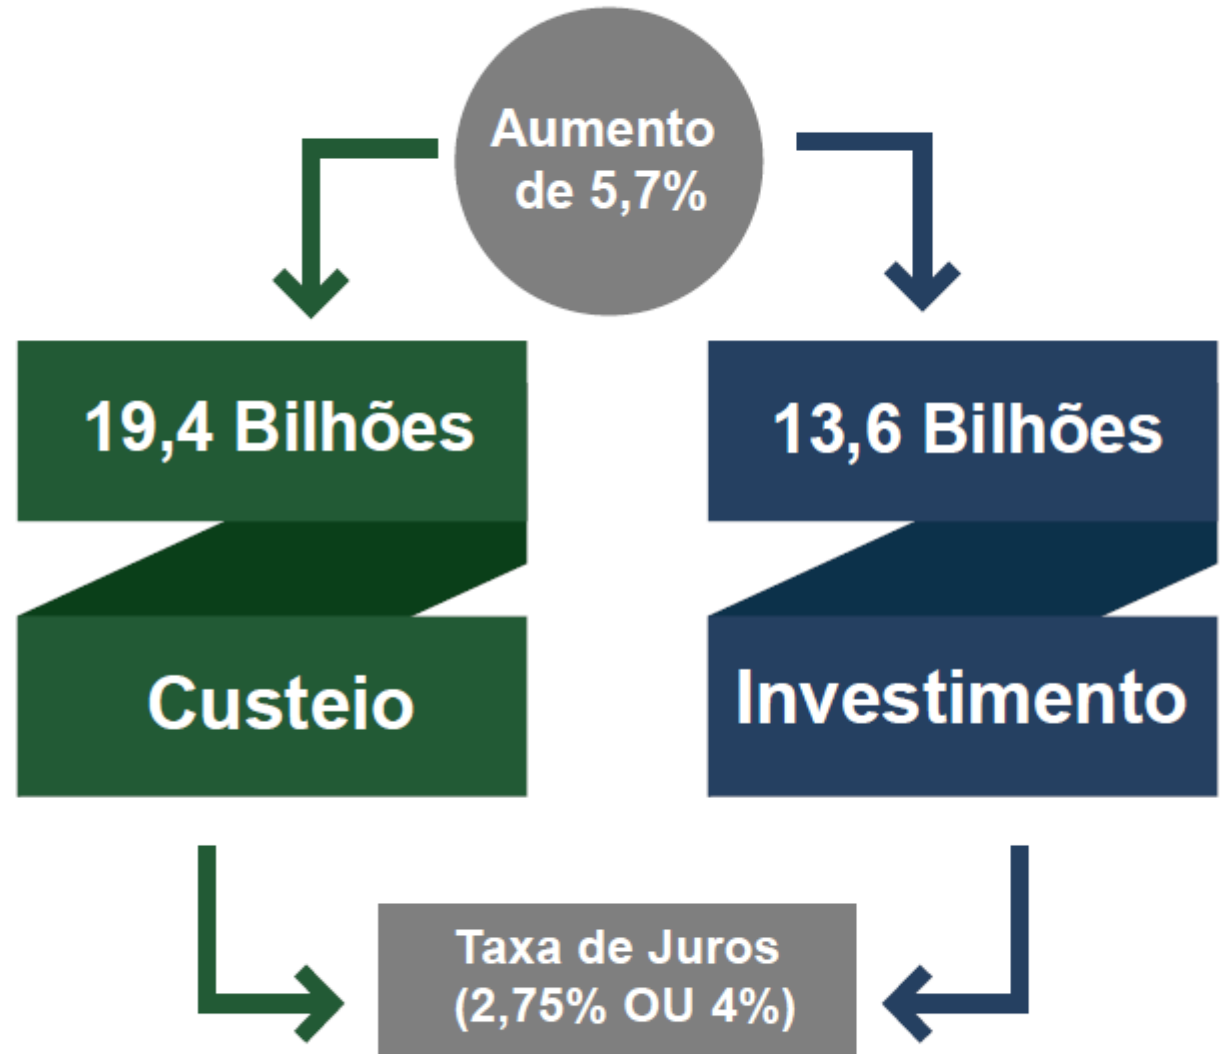 Aumento
de 5,7%
19,4 Bilhões
13,6 Bilhões
Custeio
Investimento
Taxa de Juros
(2,75% OU 4%)